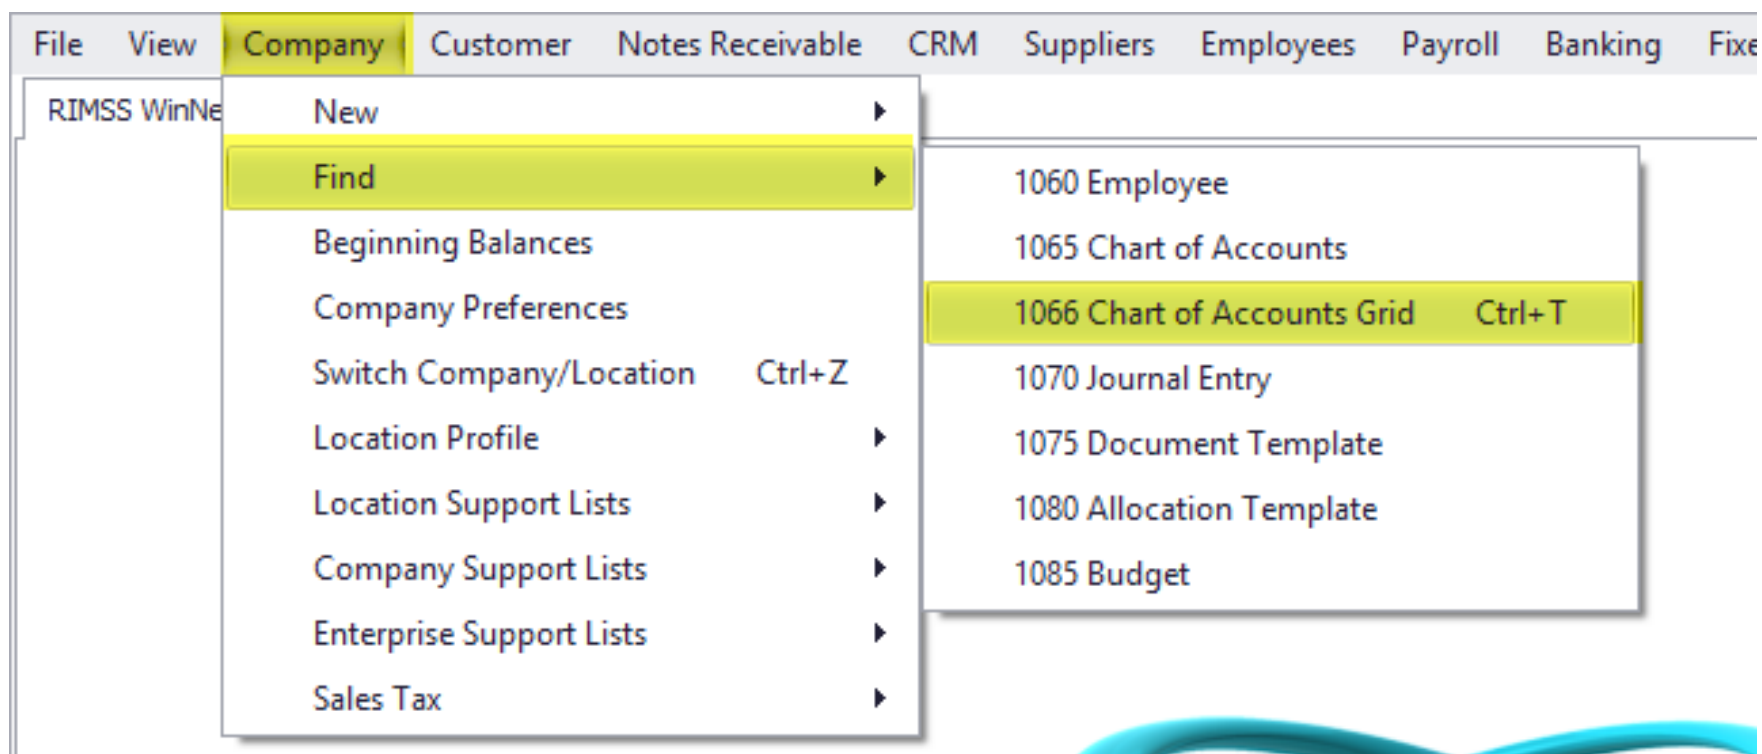 File View Company Customer Notes Receivable CRM Suppliers Employees Payroll Banking
RIMSS
New
Find
Beginning Balances
Company Preferences
Switch Company/Location Ctrl+Z
Location Profile
Location Support Lists
Company Support Lists
Enterprise Support Lists
Sales Tax
1060 Employee
1065 Chart of Accounts
1066 Chart of Accounts Grid Ctrl+T
1070 Journal Entry
1075 Document Template
1080 Allocation Template
1085 Budget